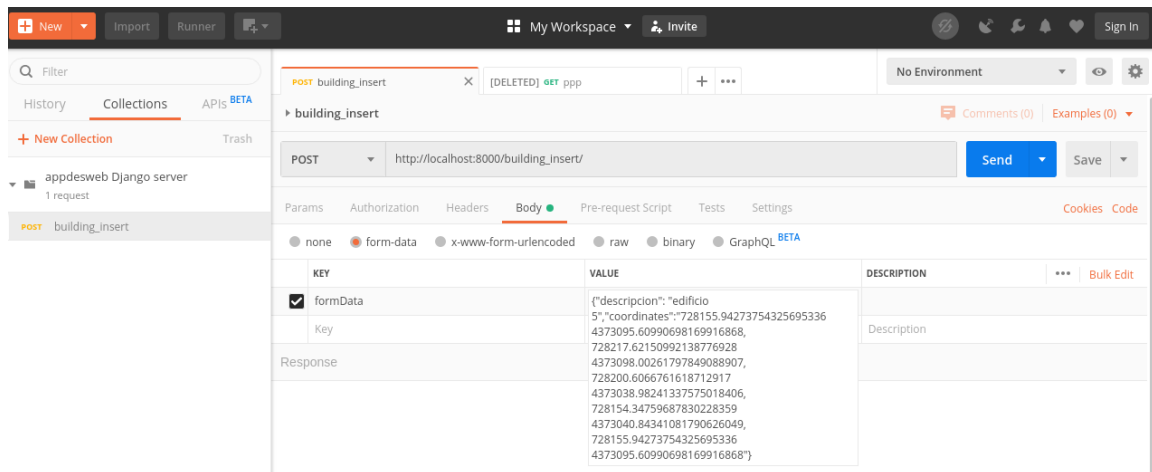 New Import Runner My Workspace Invite Sign In
Filter
History Collections APIs BETA
+ New Collection Trash
appdesweb Django server
1 request
POST building_insert
POST building_insert [DELETED] GET ppp No Environment
building_insert Comments (0) Examples (0)
POST http://localhost:8000/building_insert/ Send Save
Params Authorization Headers Body Pre-request Script Tests Settings Cookies Code
none form-data x-www-form-urlencoded raw binary GraphQL BETA
KEY VALUE DESCRIPTION Bulk Edit
formData
{"descripcion": "edificio
5","coordinates":"728155.94273754325695336
4373095.60990698169916868,
728217.62150992138776928
4373098.00261797849088907,
728200.6066761618712917
4373038.98241337575018406,
728154.34759687830228359
4373040.84341081790626049,
728155.94273754325695336
4373095.60990698169916868"}
Key Description
Response